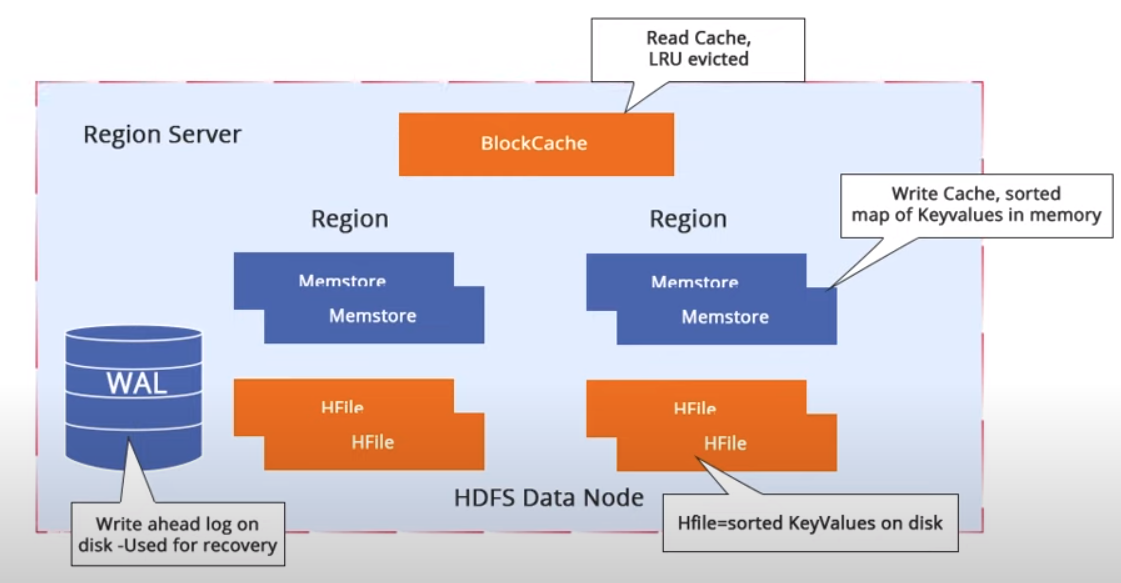 Read Cache,
LRU evicted
Region Server
BlockCache
Write Cache, sorted
map of Keyvalues in memory
Region
Region
Memstore
Memstore
Memstore
Memstore
WAL
HFile
HFile
HFile
HFile
HDFS Data Node
Write ahead log on
disk -Used for recovery
Hfile=sorted KeyValues on disk